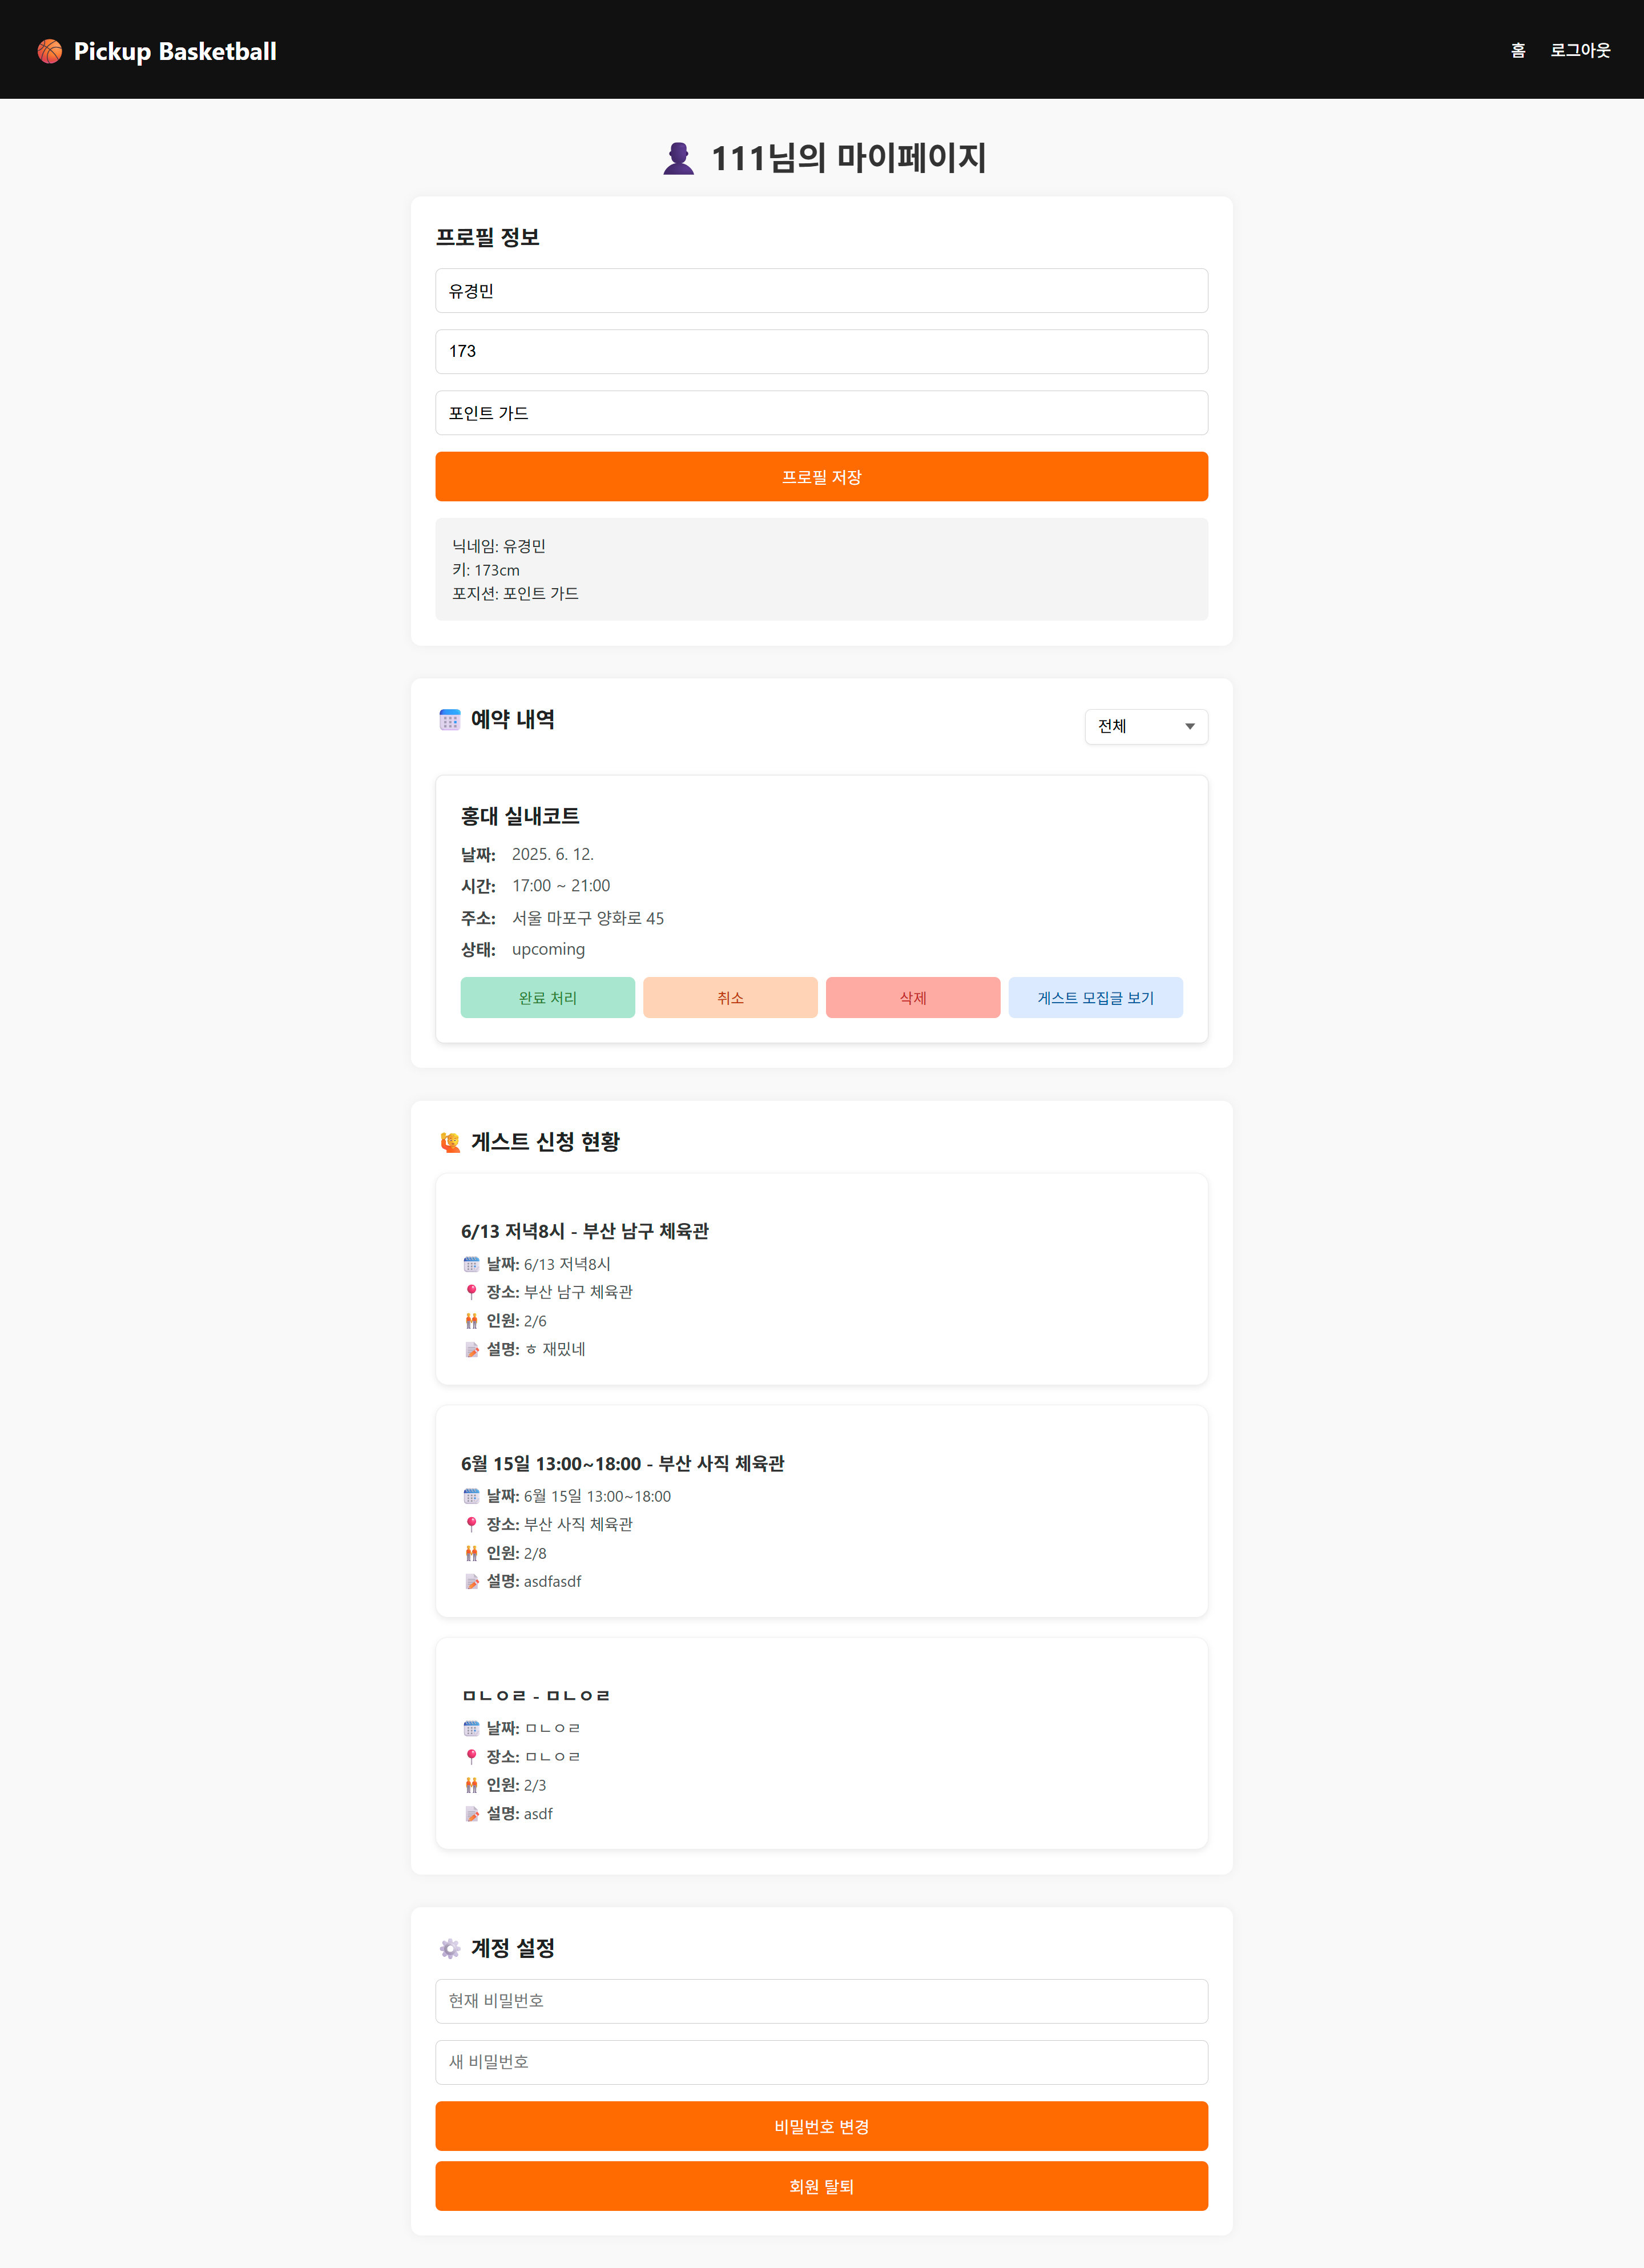 Pickup Basketball
홈 로그아웃
111님의 마이페이지
프로필 정보
유경민
173
포인트 가드
프로필 저장
닉네임: 유경민
키: 173cm
포지션: 포인트 가드
예약 내역
전체
홍대 실내코트
날짜: 2025. 6. 12.
시간: 17:00 ~ 21:00
주소: 서울 마포구 양화로 45
상태: upcoming
완료 처리 취소 삭제 게스트 모집글 보기
게스트 신청 현황
6/13 저녁8시 - 부산 남구 체육관
날짜: 6/13 저녁8시
장소: 부산 남구 체육관
인원: 2/6
설명: ㅎ 재밌네
6월 15일 13:00~18:00 - 부산 사직 체육관
날짜: 6월 15일 13:00~18:00
장소: 부산 사직 체육관
인원: 2/8
설명: asdfasdf
ㅁㄴㅇㄹ - ㅁㄴㅇㄹ
날짜: ㅁㄴㅇㄹ
장소: ㅁㄴㅇㄹ
인원: 2/3
설명: asdf
계정 설정
현재 비밀번호
새 비밀번호
비밀번호 변경
회원 탈퇴